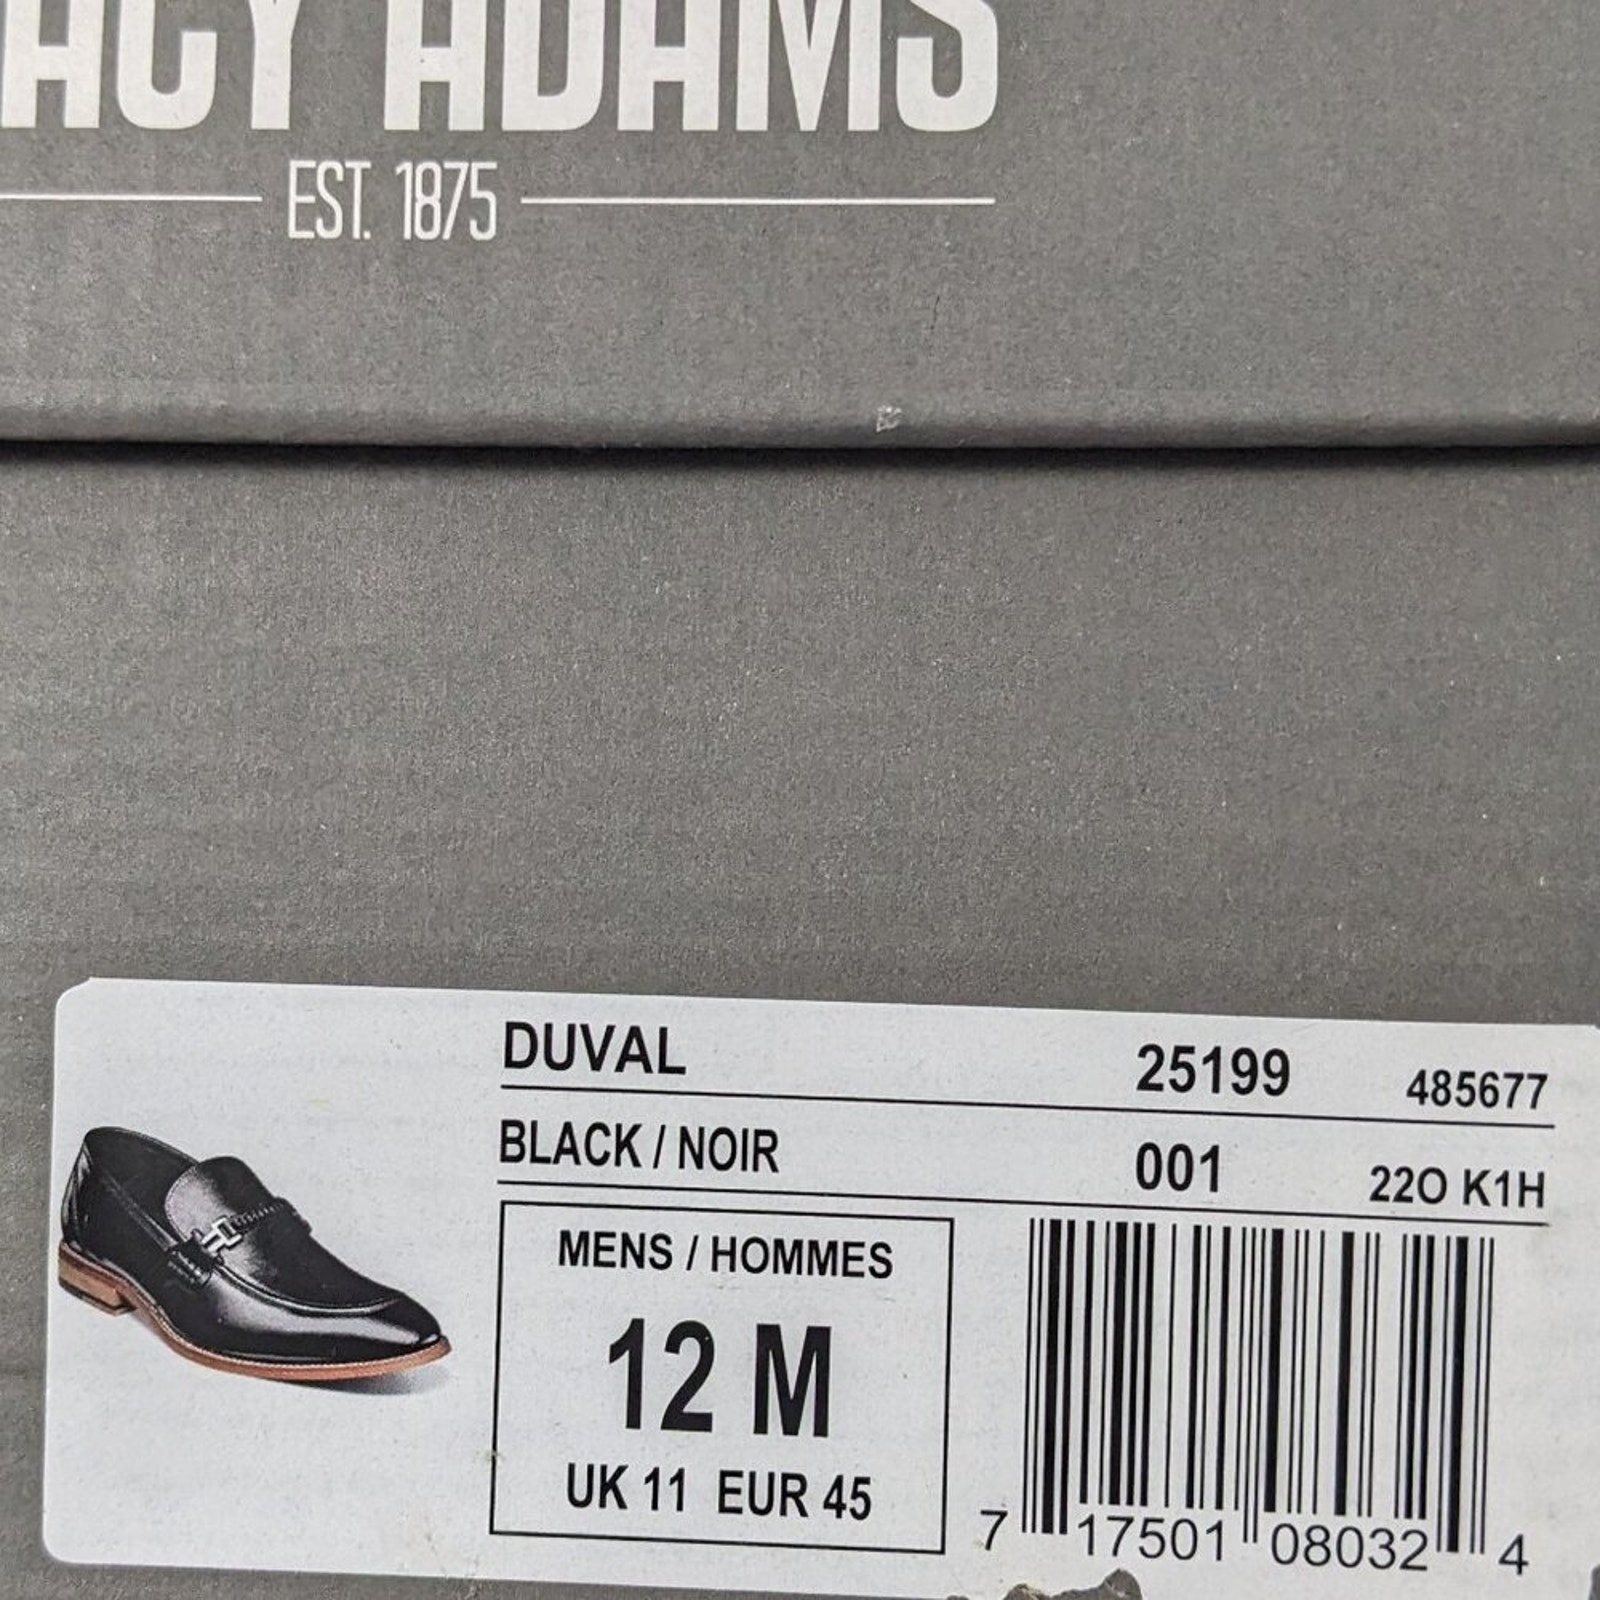 ACY ADAMS
EST. 1875
DUVAL 25199 485677
BLACK / NOIR 001 22O K1H
MENS / HOMMES
12 M
UK 11 EUR 45
7 17501 08032 4